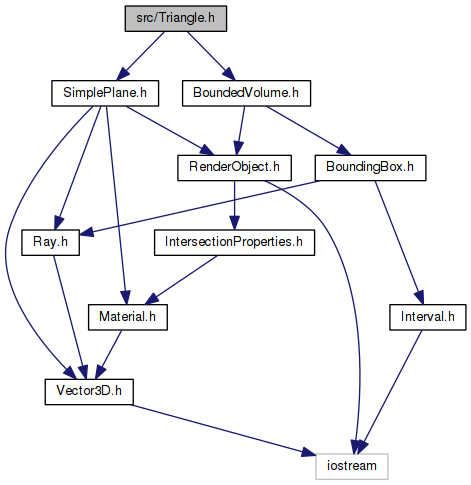 src/Triangle.h
SimplePlane.h
BoundedVolume.h
RenderObject.h
BoundingBox.h
Ray.h
IntersectionProperties.h
Material.h
Interval.h
Vector3D.h
iostream